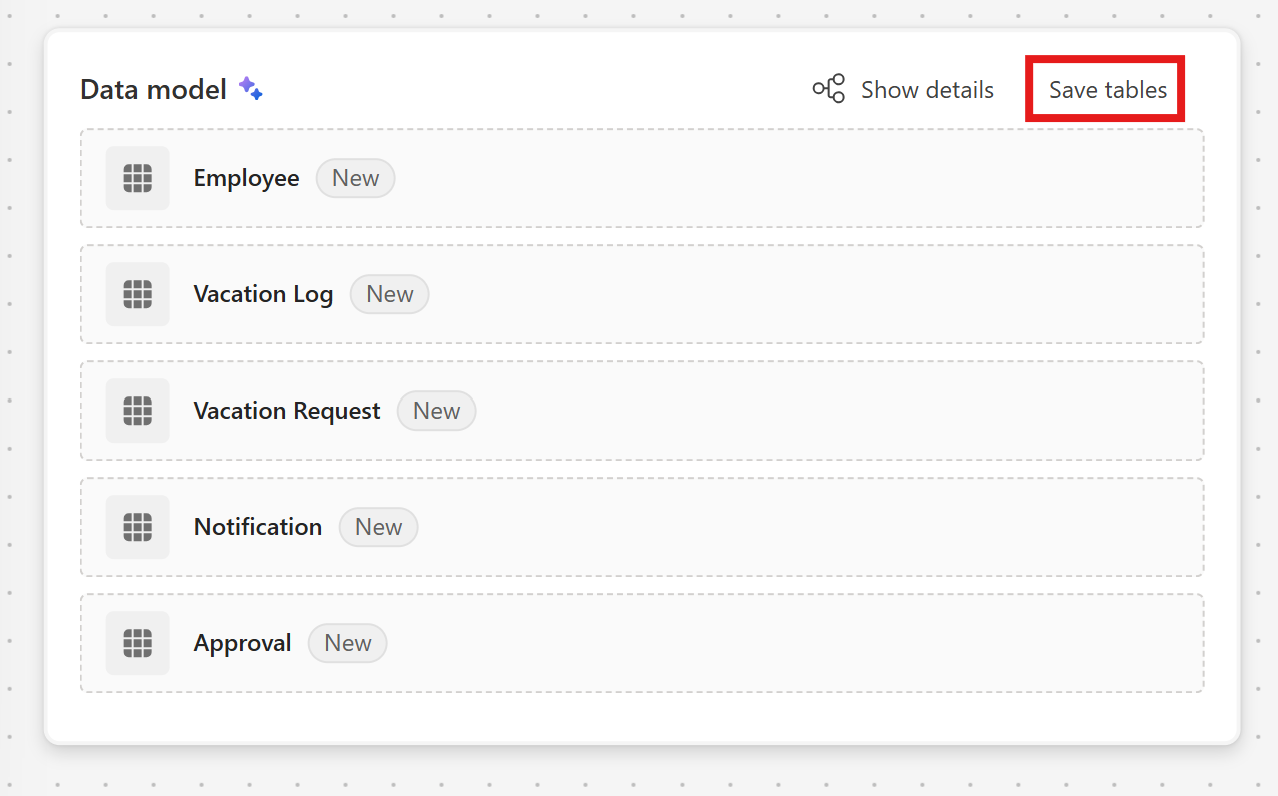 Data model Show details Save tables
Employee New
Vacation Log New
Vacation Request New
Notification New
Approval New